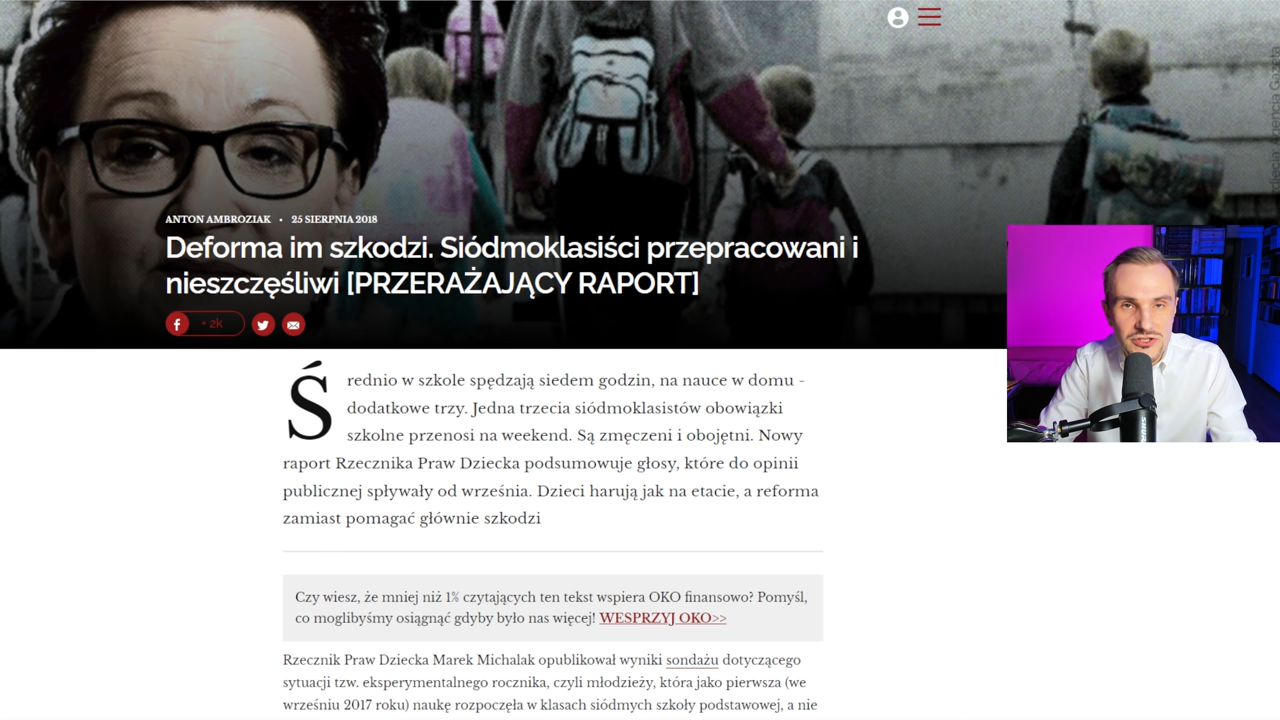 ANTON AMBROZIAK • 25 SIERPNIA 2018
Deforma im szkodzi. Siódmoklasiści przepracowani i
nieszczęśliwi [PRZERAŻAJĄCY RAPORT]
+ 2k
Średnio w szkole spędzają siedem godzin, na nauce w domu -
dodatkowe trzy. Jedna trzecia siódmoklasistów obowiązki
szkolne przenosi na weekend. Są zmęczeni i obojętni. Nowy
raport Rzecznika Praw Dziecka podsumowuje głosy, które do opinii
publicznej spływały od września. Dzieci harują jak na etacie, a reforma
zamiast pomagać głównie szkodzi
Czy wiesz, że mniej niż 1% czytających ten tekst wspiera OKO finansowo? Pomyśl,
co moglibyśmy osiągnąć gdyby było nas więcej! WESPRZYJ OKO>>
Rzecznik Praw Dziecka Marek Michalak opublikował wyniki sondażu dotyczącego
sytuacji tzw. eksperymentalnego rocznika, czyli młodzieży, która jako pierwsza (we
wrześniu 2017 roku) naukę rozpoczęła w klasach siódmych szkoły podstawowej, a nie